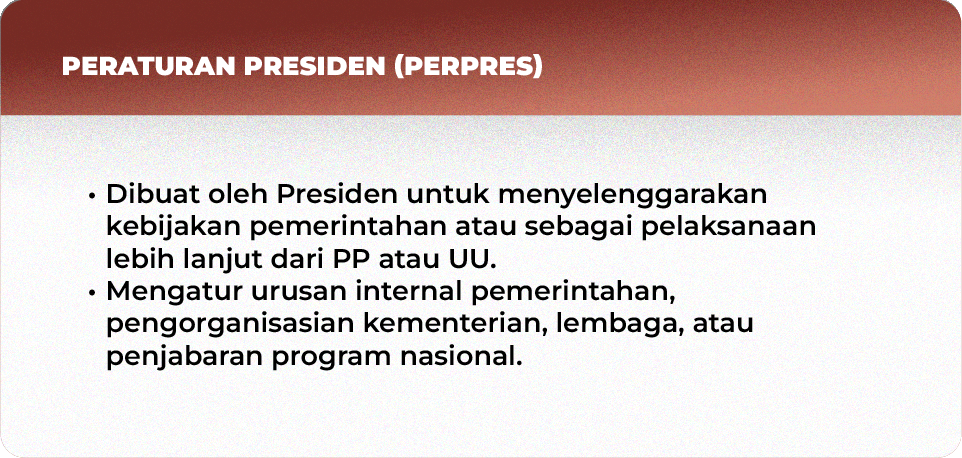 PERATURAN PRESIDEN (PERPRES)
• Dibuat oleh Presiden untuk menyelenggarakan
kebijakan pemerintahan atau sebagai pelaksanaan
lebih lanjut dari PP atau UU.
• Mengatur urusan internal pemerintahan,
pengorganisasian kementerian, lembaga, atau
penjabaran program nasional.